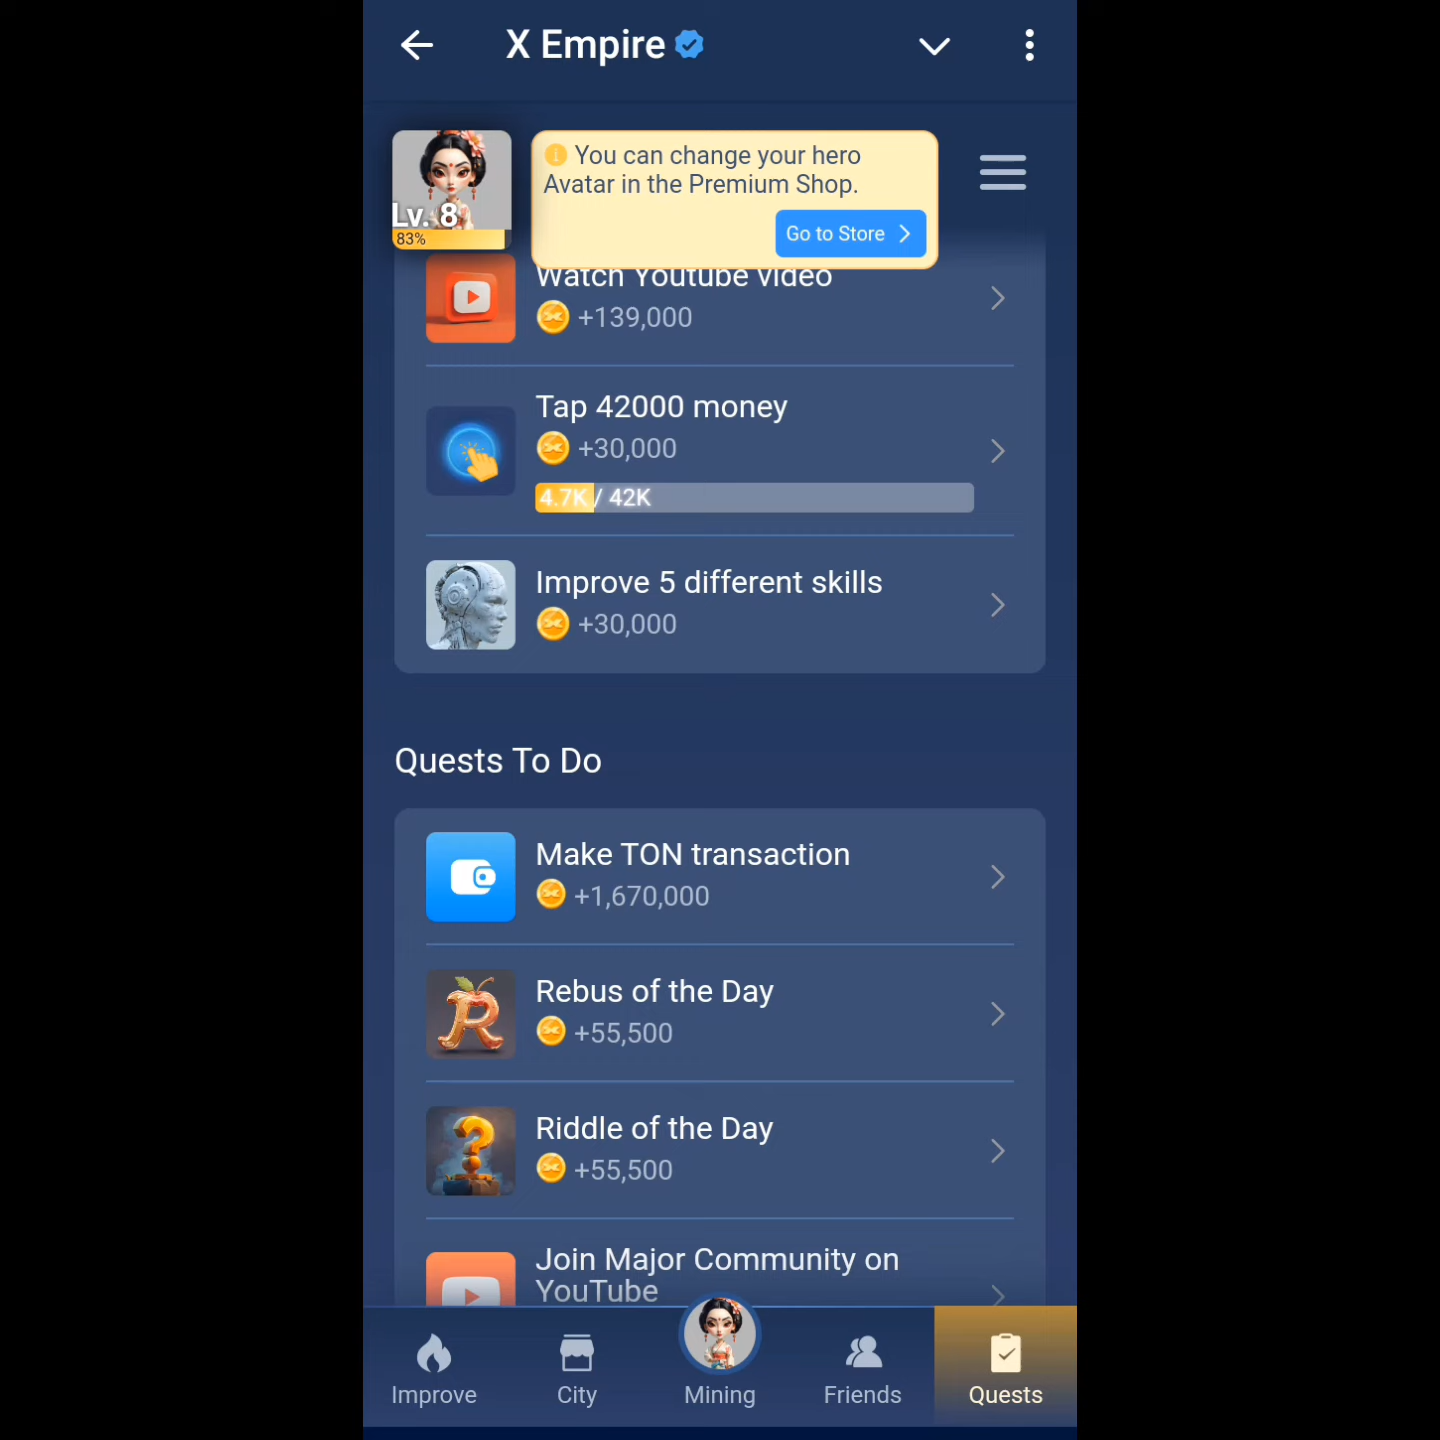 X Empire
You can change your hero
Avatar in the Premium Shop.
Go to Store
Lv. 8
83%
Watch Youtube video
+139,000
Tap 42000 money
+30,000
4.7K / 42K
Improve 5 different skills
+30,000
Quests To Do
Make TON transaction
+1,670,000
Rebus of the Day
+55,500
Riddle of the Day
+55,500
Join Major Community on
YouTube
Improve
City
Mining
Friends
Quests